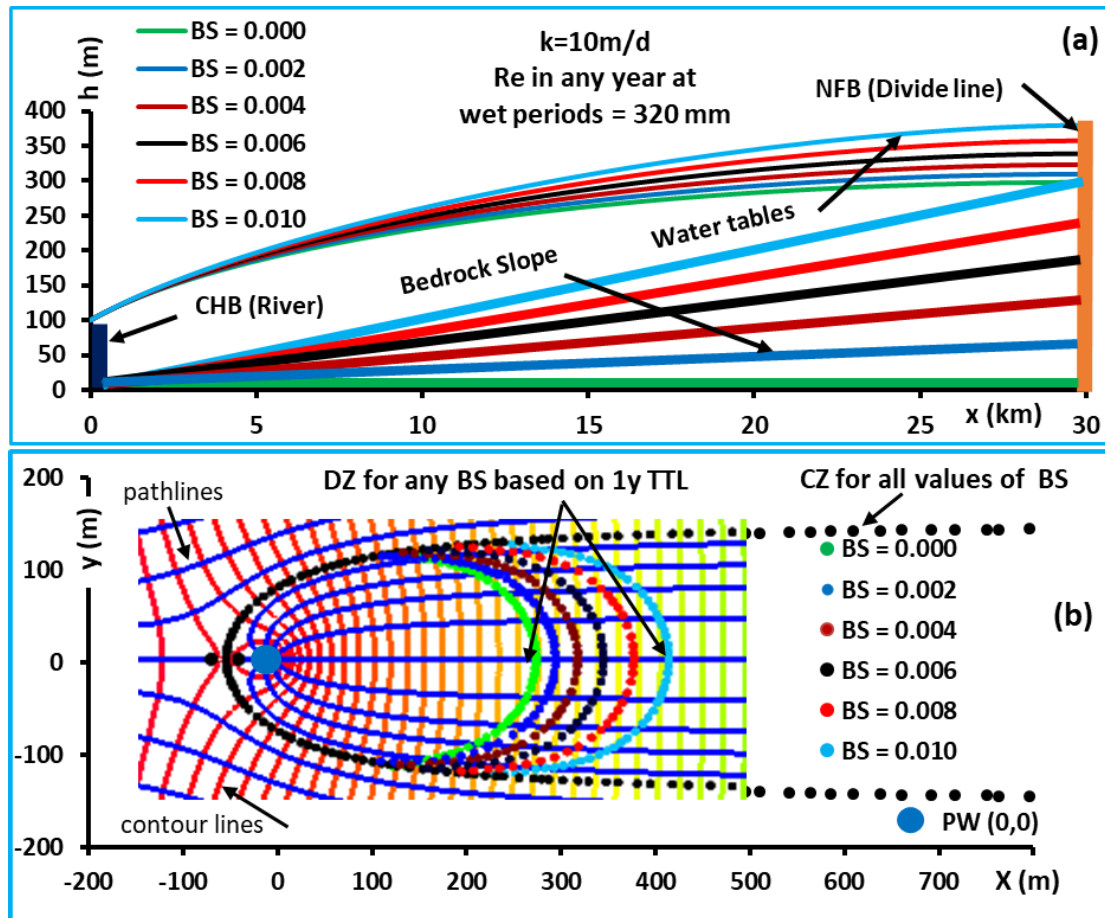 (a)
h (m)
BS = 0.000
BS = 0.002
BS = 0.004
BS = 0.006
BS = 0.008
BS = 0.010
k=10m/d
Re in any year at
wet periods = 320 mm
NFB (Divide line)
400
350
300
250
200
150
100
50
0
Water tables
Bedrock Slope
CHB (River)
0
5
10
15
20
25
30
x (km)
(b)
y (m)
200
100
0
-100
-200
pathlines
DZ for any BS based on 1y TTL
CZ for all values of BS
BS = 0.000
BS = 0.002
BS = 0.004
BS = 0.006
BS = 0.008
BS = 0.010
contour lines
PW (0,0)
-200
-100
0
100
200
300
400
500
600
700
X (m)